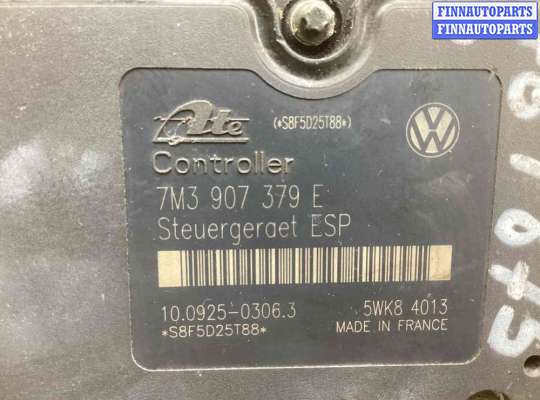 FINNAUTOPARTS
FINNAUTOPARTS
Ate
(*S8F5D25T88*)
Controller
7M3 907 379 E
Steuergeraet ESP
10.0925-0306.3
5WK8 4013
*S8F5D25T88*
MADE IN FRANCE